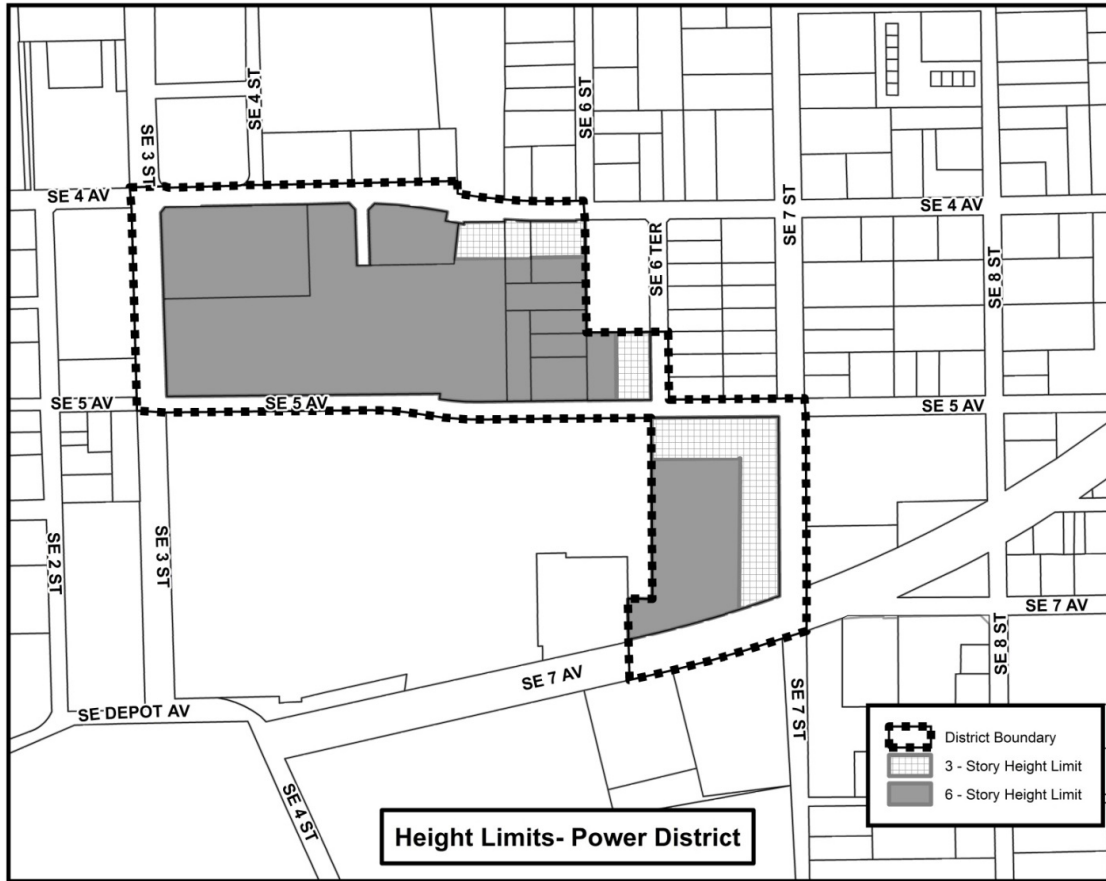 SE 4 ST
SE 6 ST
SE 3 ST
SE 4 AV
SE 7 ST
SE 4 AV
SE 6 TER
SE 8 ST
SE 5 AV
SE 5 AV
SE 5 AV
SE 2 ST
SE 3 ST
SE 7 AV
SE 8 ST
SE 7 AV
SE DEPOT AV
SE 7 ST
SE 4 ST
District Boundary
3 - Story Height Limit
6 - Story Height Limit
Height Limits- Power District